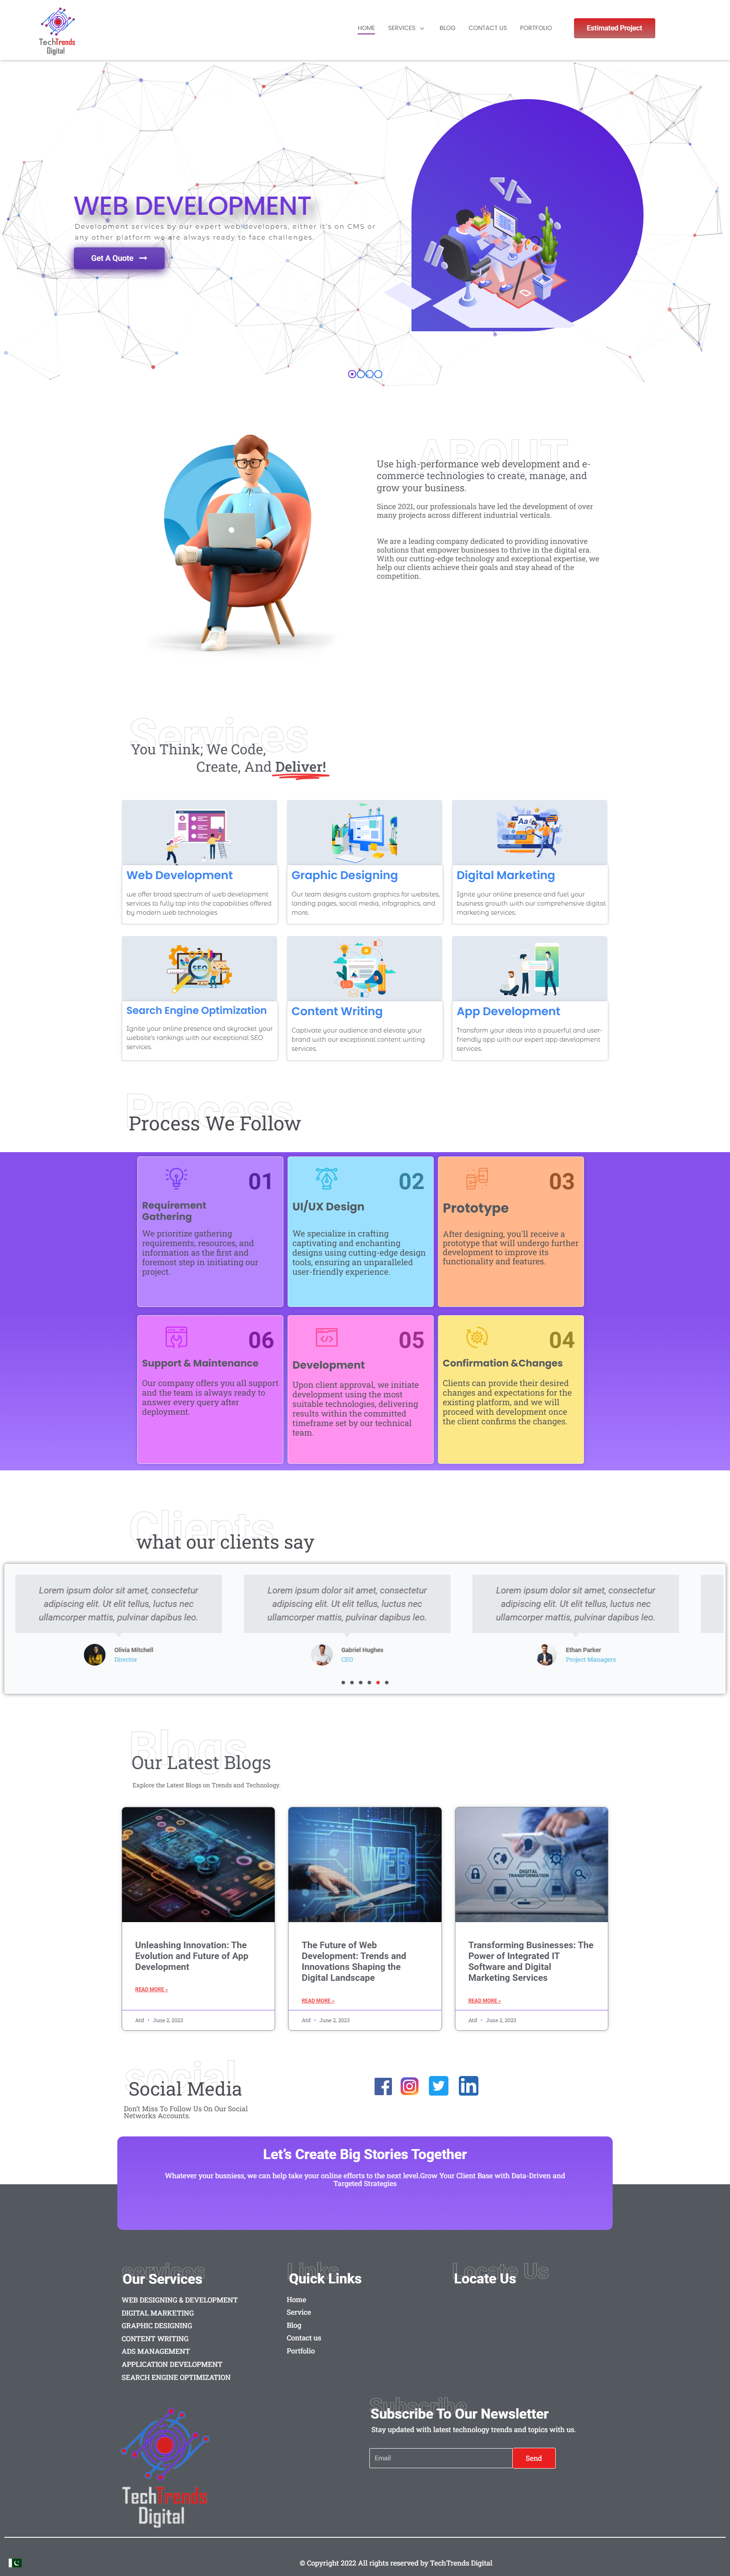 TechTrends
Digital
HOME
SERVICES
BLOG
CONTACT US
PORTFOLIO
Estimated Project
WEB DEVELOPMENT
Development services by our expert web developers, either it's on CMS or
any other platform we are always ready to face challenges.
Get A Quote
ABOUT
Use high-performance web development and e-
commerce technologies to create, manage, and
grow your business.
Since 2021, our professionals have led the development of over
many projects across different industrial verticals.
We are a leading company dedicated to providing innovative
solutions that empower businesses to thrive in the digital era.
With our cutting-edge technology and exceptional expertise, we
help our clients achieve their goals and stay ahead of the
competition.
Services
You Think; We Code,
Create, And Deliver!
Web Development
we offer broad spectrum of web development
services to fully tap into the capabilities offered
by modern web technologies
Graphic Designing
Our team designs custom graphics for websites,
landing pages, social media, infographics, and
more,
Aa
Digital Marketing
Ignite your online presence and fuel your
business growth with our comprehensive digital
marketing services.
SEO
Search Engine Optimization
Ignite your online presence and skyrocket your
website's rankings with our exceptional SEO
services.
Content Writing
Captivate your audience and elevate your
brand with our exceptional content writing
services.
App Development
Transform your ideas into a powerful and user-
friendly app with our expert app development
services.
Process
Process We Follow
01
Requirement
Gathering
We prioritize gathering
requirements, resources, and
information as the first and
foremost step in initiating our
project.
02
UI/UX Design
We specialize in crafting
captivating and enchanting
designs using cutting-edge design
tools, ensuring an unparalleled
user-friendly experience.
03
Prototype
After designing, you'll receive a
prototype that will undergo further
development to improve its
functionality and features.
06
Support & Maintenance
Our company offers you all support
and the team is always ready to
answer every query after
deployment.
05
Development
Upon client approval, we initiate
development using the most
suitable technologies, delivering
results within the committed
timeframe set by our technical
team.
04
Confirmation &Changes
Clients can provide their desired
changes and expectations for the
existing platform, and we will
proceed with development once
the client confirms the changes.
Clients
what our clients say
Lorem ipsum dolor sit amet, consectetur
adipiscing elit. Ut elit tellus, luctus nec
ullamcorper mattis, pulvinar dapibus leo.
Olivia Mitchell
Director
Lorem ipsum dolor sit amet, consectetur
adipiscing elit. Ut elit tellus, luctus nec
ullamcorper mattis, pulvinar dapibus leo.
Gabriel Hughes
CEO
Lorem ipsum dolor sit amet, consectetur
adipiscing elit. Ut elit tellus, luctus nec
ullamcorper mattis, pulvinar dapibus leo.
Ethan Parker
Project Managers
Blogs
Our Latest Blogs
Explore the Latest Blogs on Trends and Technology.
Unleashing Innovation: The
Evolution and Future of App
Development
READ MORE »
Atif • June 2, 2023
WEB
The Future of Web
Development: Trends and
Innovations Shaping the
Digital Landscape
READ MORE »
Atif • June 2, 2023
DIGITAL
TRANSFORMATION
Transforming Businesses: The
Power of Integrated IT
Software and Digital
Marketing Services
READ MORE »
Atif • June 2, 2023
social
Social Media
Don't Miss To Follow Us On Our Social
Networks Accounts.
Let's Create Big Stories Together
Whatever your busniess, we can help take your online efforts to the next level.Grow Your Client Base with Data-Driven and
Targeted Strategies
services
Our Services
WEB DESIGNING & DEVELOPMENT
DIGITAL MARKETING
GRAPHIC DESIGNING
CONTENT WRITING
ADS MANAGEMENT
APPLICATION DEVELOPMENT
SEARCH ENGINE OPTIMIZATION
Links
Quick Links
Home
Service
Blog
Contact us
Portfolio
Locate Us
Locate Us
TechTrends
Digital
Subscribe
Subscribe To Our Newsletter
Stay updated with latest technology trends and topics with us.
Email
Send
© Copyright 2022 All rights reserved by TechTrends Digital